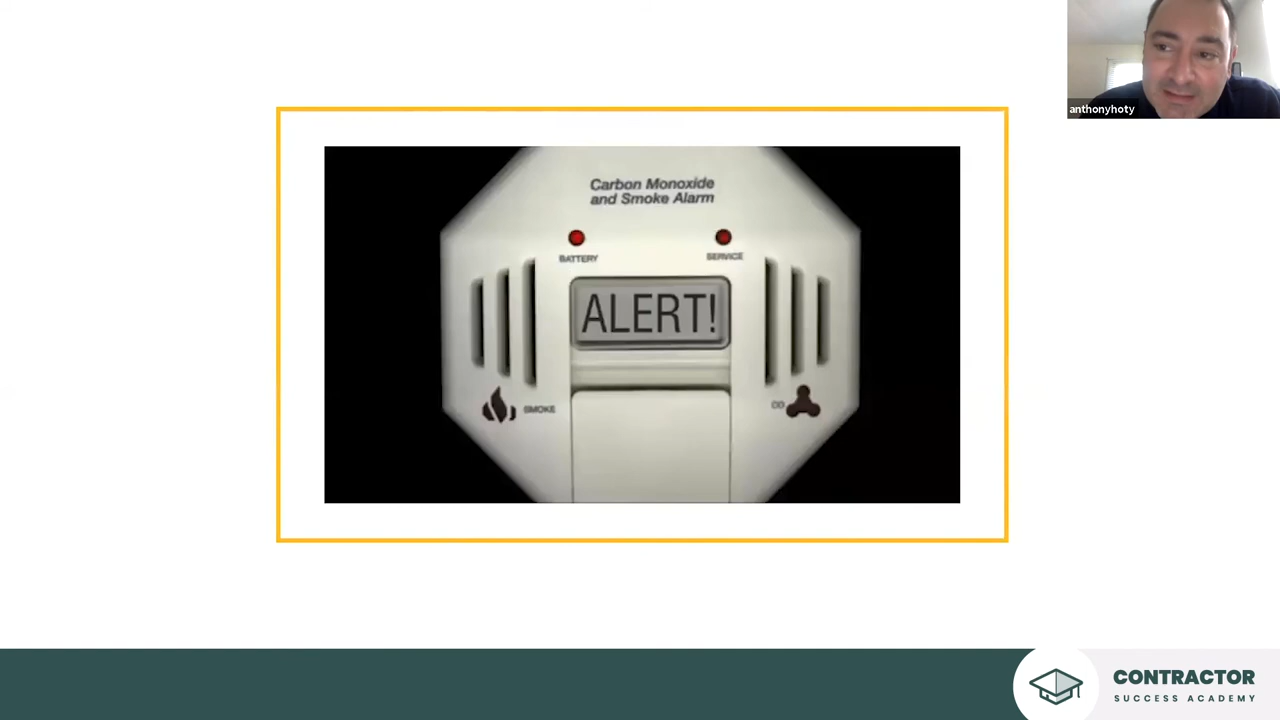 anthonyhoty
Carbon Monoxide
and Smoke Alarm
BATTERY
SERVICE
ALERT!
SMOKE
CO
CONTRACTOR
SUCCESS ACADEMY